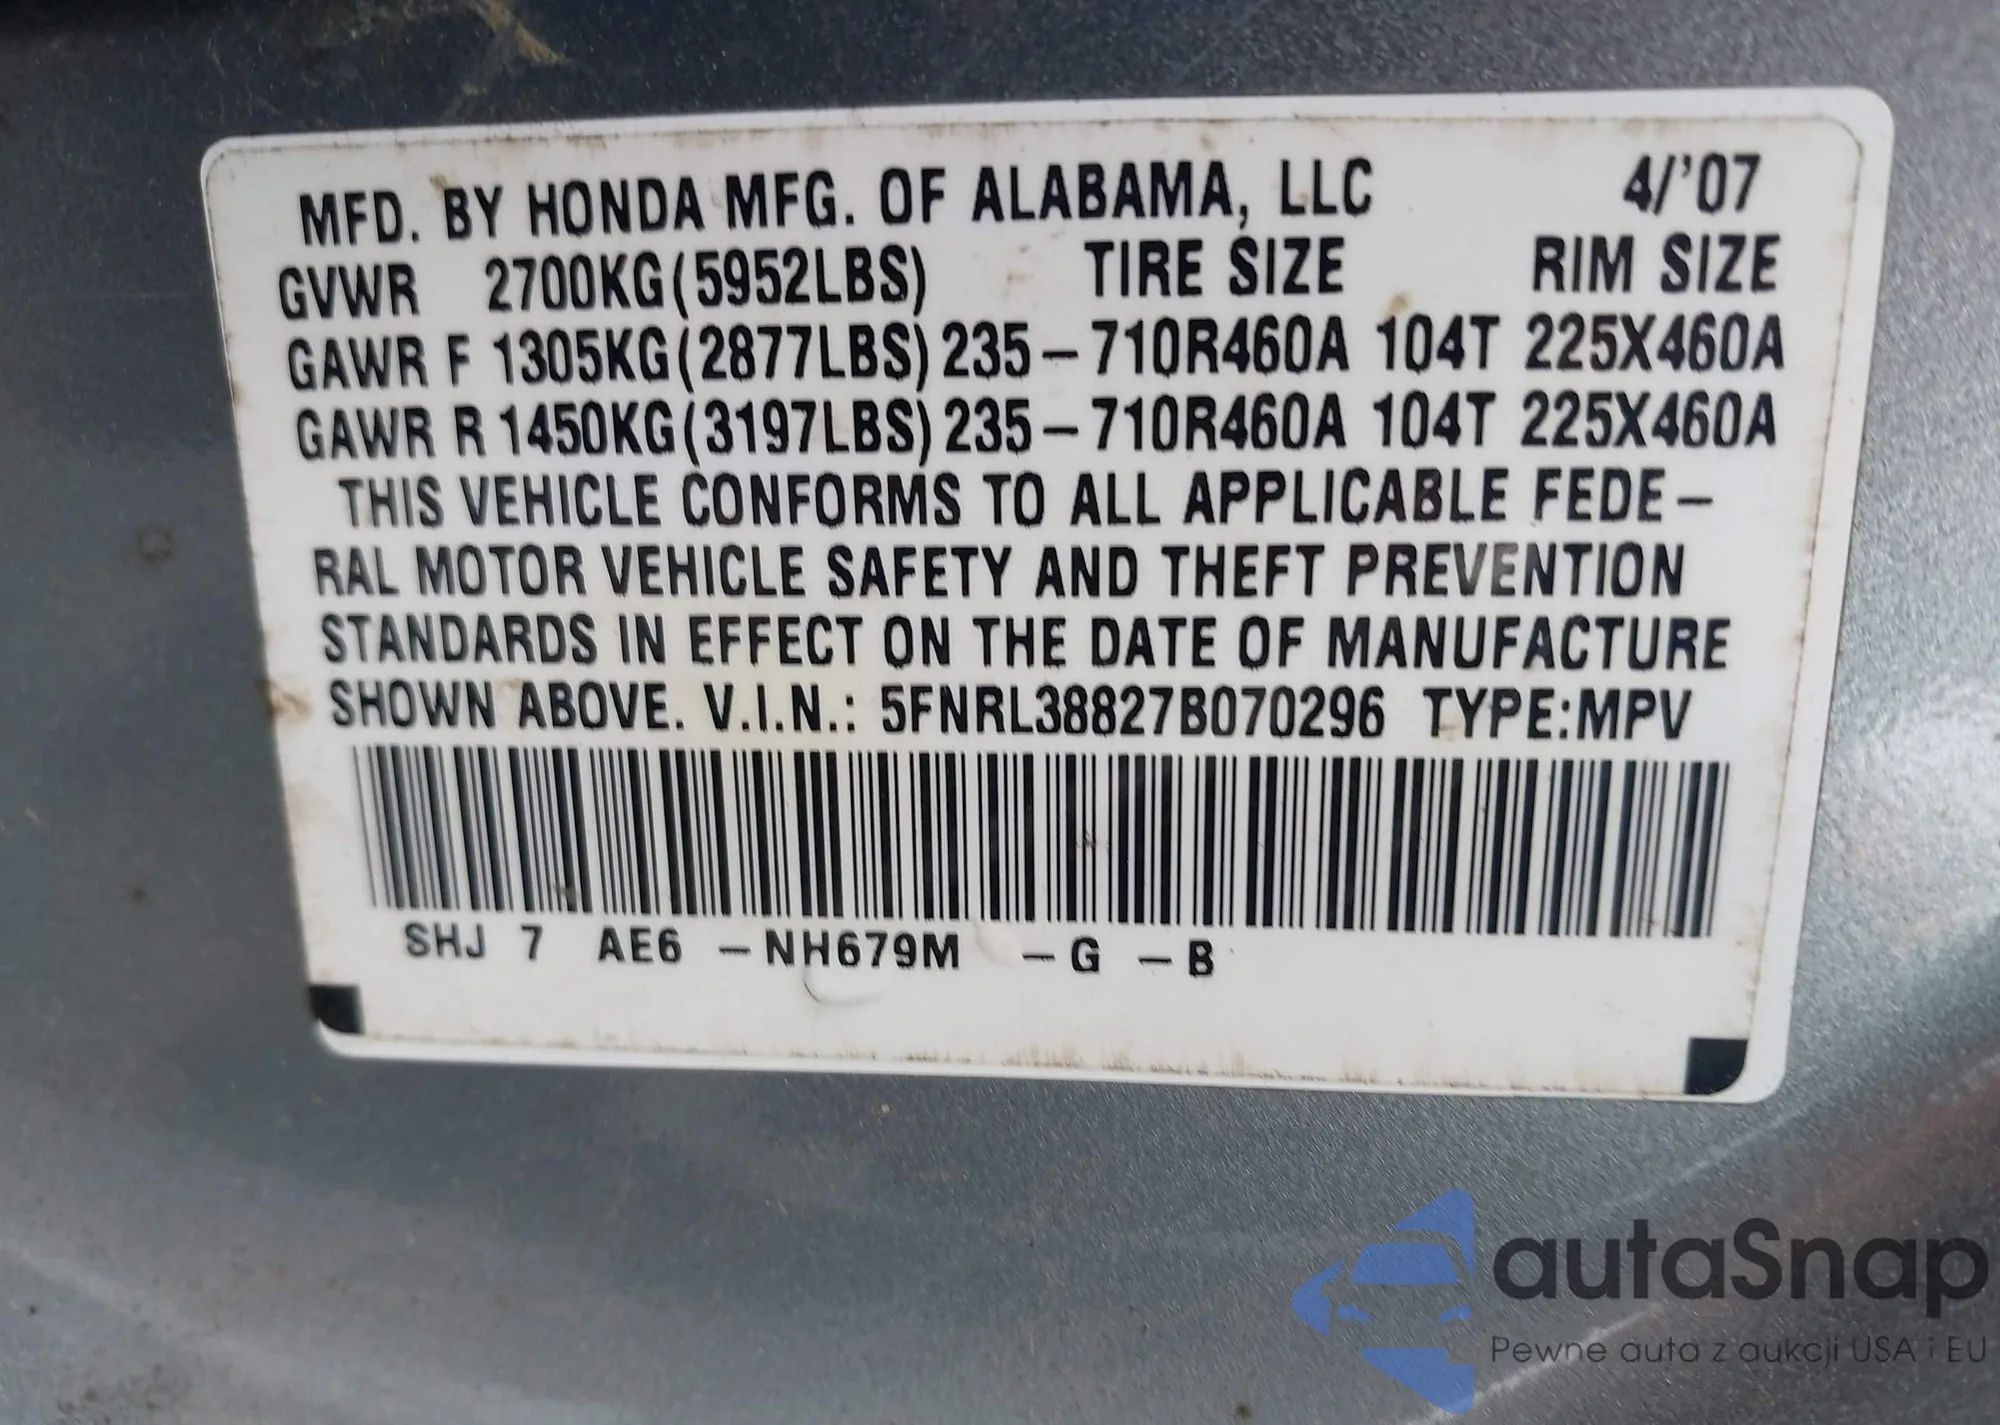 MFD. BY HONDA MFG. OF ALABAMA, LLC 4/'07
GVWR 2700KG(5952LBS) TIRE SIZE RIM SIZE
GAWR F 1305KG(2877LBS) 235-710R460A 104T 225X460A
GAWR R 1450KG(3197LBS) 235-710R460A 104T 225X460A
THIS VEHICLE CONFORMS TO ALL APPLICABLE FEDE-
RAL MOTOR VEHICLE SAFETY AND THEFT PREVENTION
STANDARDS IN EFFECT ON THE DATE OF MANUFACTURE
SHOWN ABOVE. V.I.N.: 5FNRL38827B070296 TYPE:MPV
SHJ 7 AE6 -NH679M -G -B
autaSnap
Pewne auta z aukcji USA i EU